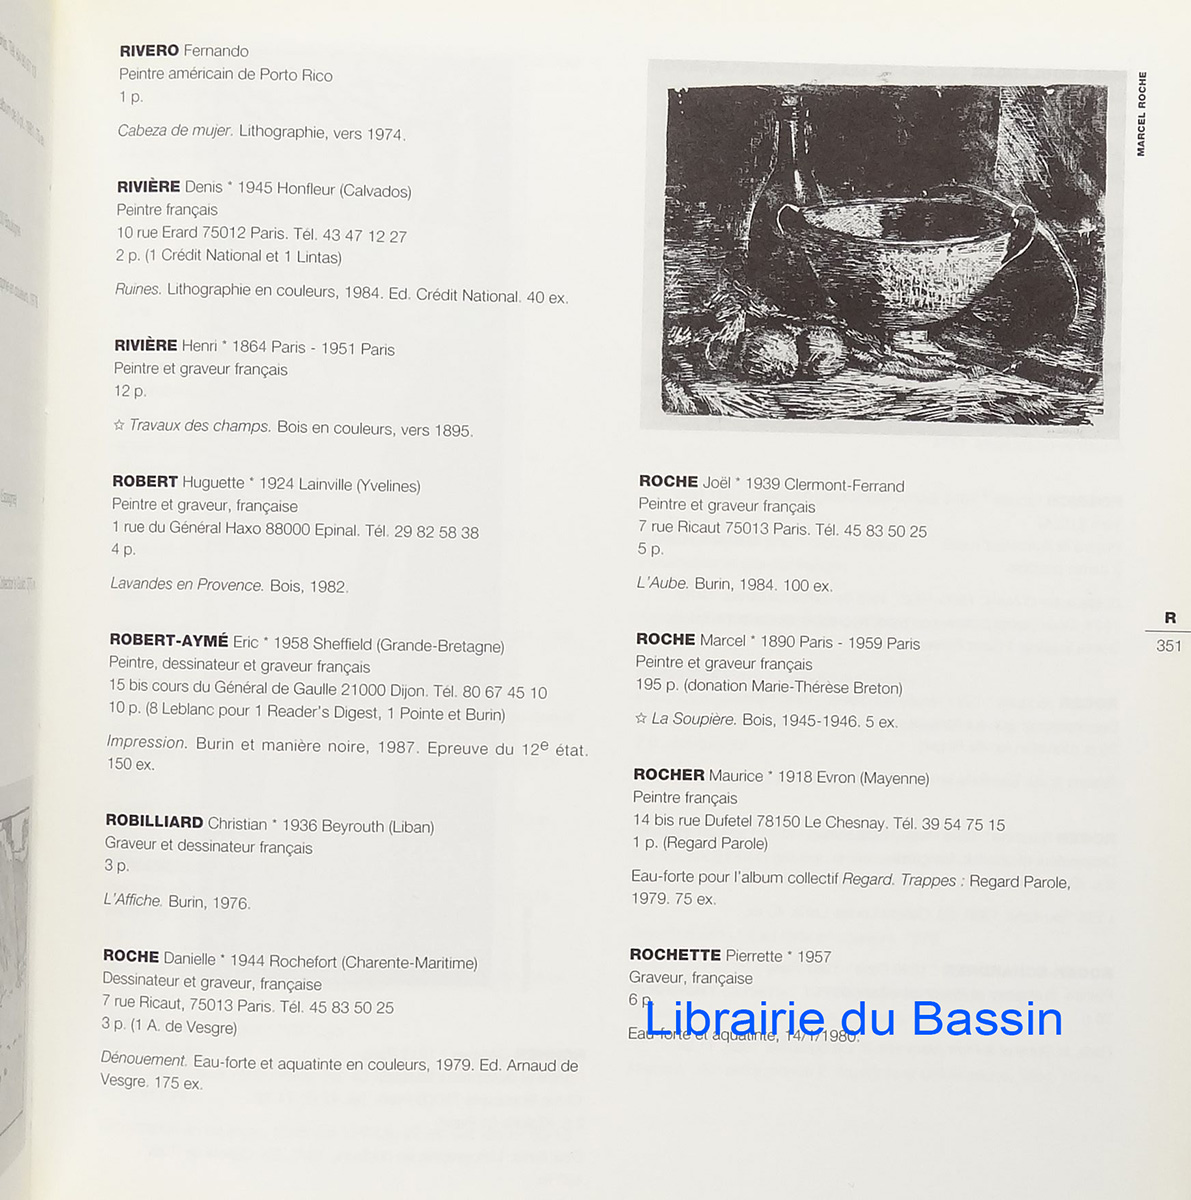 RIVERO Fernando
Peintre américain de Porto Rico
1 p.
Cabeza de mujer. Lithographie, vers 1974.
RIVIÈRE Denis * 1945 Honfleur (Calvados)
Peintre français
10 rue Erard 75012 Paris. Tél. 43 47 12 27
2 p. (1 Crédit National et 1 Lintas)
Ruines. Lithographie en couleurs, 1984. Ed. Crédit National. 40 ex.
RIVIÈRE Henri * 1864 Paris - 1951 Paris
Peintre et graveur français
12 p.
☆ Travaux des champs. Bois en couleurs, vers 1895.
ROBERT Huguette * 1924 Lainville (Yvelines)
Peintre et graveur, française
1 rue du Général Haxo 88000 Epinal. Tél. 29 82 58 38
4 p.
Lavandes en Provence. Bois, 1982.
ROBERT-AYMÉ Eric * 1958 Sheffield (Grande-Bretagne)
Peintre, dessinateur et graveur français
15 bis cours du Général de Gaulle 21000 Dijon. Tél. 80 67 45 10
10 p. (8 Leblanc pour 1 Reader's Digest, 1 Pointe et Burin)
Impression. Burin et manière noire, 1987. Epreuve du 12e état.
150 ex.
ROBILLIARD Christian * 1936 Beyrouth (Liban)
Graveur et dessinateur français
3 p.
L'Affiche. Burin, 1976.
ROCHE Danielle * 1944 Rochefort (Charente-Maritime)
Dessinateur et graveur, française
7 rue Ricaut, 75013 Paris. Tél. 45 83 50 25
3 p. (1 A. de Vesgre)
Dénouement. Eau-forte et aquatinte en couleurs, 1979. Ed. Arnaud de
Vesgre. 175 ex.
MARCEL ROCHE
ROCHE Joël * 1939 Clermont-Ferrand
Peintre et graveur français
7 rue Ricaut 75013 Paris. Tél. 45 83 50 25
5 p.
L'Aube. Burin, 1984. 100 ex.
ROCHE Marcel * 1890 Paris - 1959 Paris
Peintre et graveur français
195 p. (donation Marie-Thérèse Breton)
☆ La Soupière. Bois, 1945-1946. 5 ex.
ROCHER Maurice * 1918 Evron (Mayenne)
Peintre français
14 bis rue Dufetel 78150 Le Chesnay. Tél. 39 54 75 15
1 p. (Regard Parole)
Eau-forte pour l'album collectif Regard. Trappes : Regard Parole,
1979. 75 ex.
ROCHETTE Pierrette * 1957
Graveur, française
6 p.
Eau-forte et aquatinte, 14/1/1980.
R
351
Librairie du Bassin